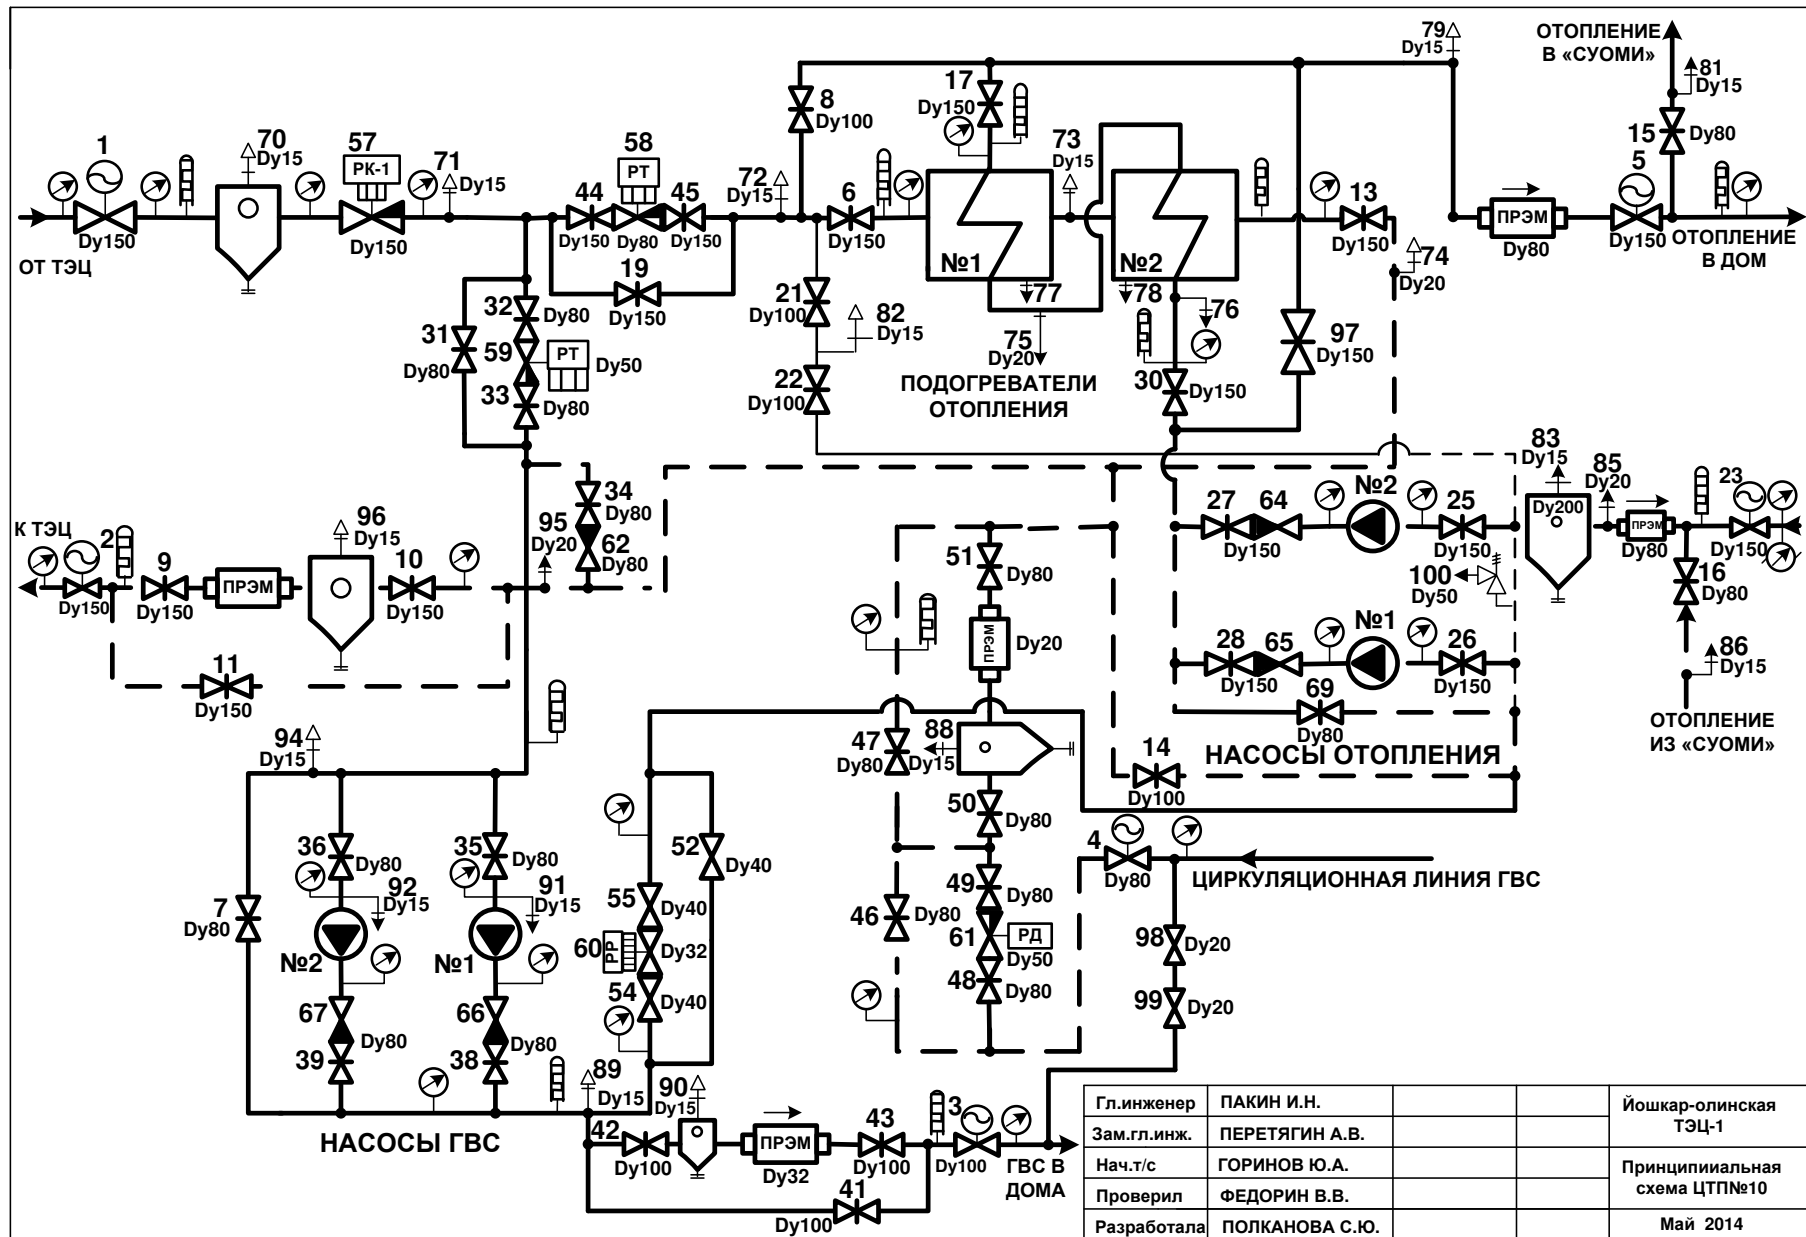 79
Dy15
ОТОПЛЕНИЕ
В «СУОМИ»
81
Dy15
17
Dy150
8
Dy100
1
Dy150
ОТ ТЭЦ
70
Dy15
57
РК-1
Dy150
71
Dy15
58
РТ
44
45
Dy150
Dy80
Dy150
72
Dy15
6
Dy150
73
Dy15
13
Dy150
15
Dy80
5
Dy150
ПРЭМ
Dy80
ОТОПЛЕНИЕ
В ДОМ
№1
№2
74
Dy20
19
Dy150
77
78
76
75
Dy20
21
Dy100
82
Dy15
22
Dy100
97
Dy150
30
Dy150
ПОДОГРЕВАТЕЛИ
ОТОПЛЕНИЯ
32
Dy80
31
Dy80
59
РТ
Dy50
33
Dy80
83
Dy15
Dy200
85
Dy20
ПРЭМ
Dy80
23
Dy150
16
Dy80
86
Dy15
ОТОПЛЕНИЕ
ИЗ «СУОМИ»
К ТЭЦ
2
Dy150
9
Dy150
ПРЭМ
96
Dy15
10
Dy150
95
Dy20
34
Dy80
62
Dy80
11
Dy150
51
Dy80
ПРЭМ
Dy20
27
64
Dy150
№2
25
Dy150
100
Dy50
28
65
Dy150
№1
26
Dy150
69
Dy80
НАСОСЫ ОТОПЛЕНИЯ
14
Dy100
94
Dy15
47
Dy80
88
Dy15
50
Dy80
36
Dy80
35
Dy80
52
Dy40
4
Dy80
ЦИРКУЛЯЦИОННАЯ ЛИНИЯ ГВС
7
Dy80
92
Dy15
91
Dy15
55
Dy40
49
Dy80
46
Dy80
61
РД
Dy50
48
Dy80
60
РР
Dy32
54
Dy40
98
Dy20
99
Dy20
№2
№1
67
Dy80
39
66
Dy80
38
89
Dy15
90
Dy15
НАСОСЫ ГВС
42
Dy100
ПРЭМ
Dy32
43
Dy100
3
Dy100
ГВС В
ДОМА
41
Dy100
Гл.инженер ПАКИН И.Н.
Зам.гл.инж. ПЕРЕТЯГИН А.В.
Нач.т/с ГОРИНОВ Ю.А.
Проверил ФЕДОРИН В.В.
Разработала ПОЛКАНОВА С.Ю.
Йошкар-олинская
ТЭЦ-1
Принципииальная
схема ЦТП№10
Май 2014